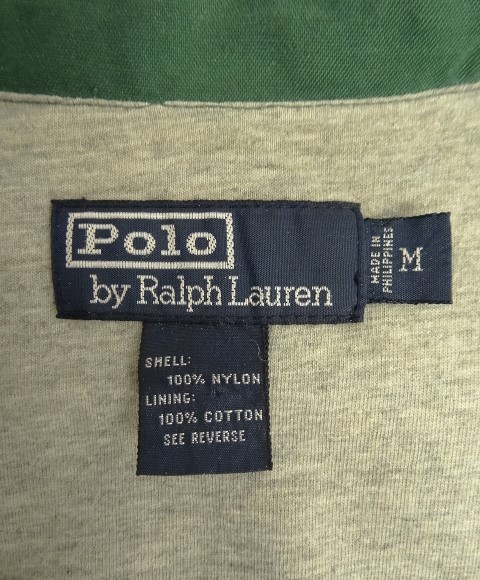 Polo
by Ralph Lauren
MADE IN
PHILIPPINES
M
SHELL:
100% NYLON
LINING:
100% COTTON
SEE REVERSE